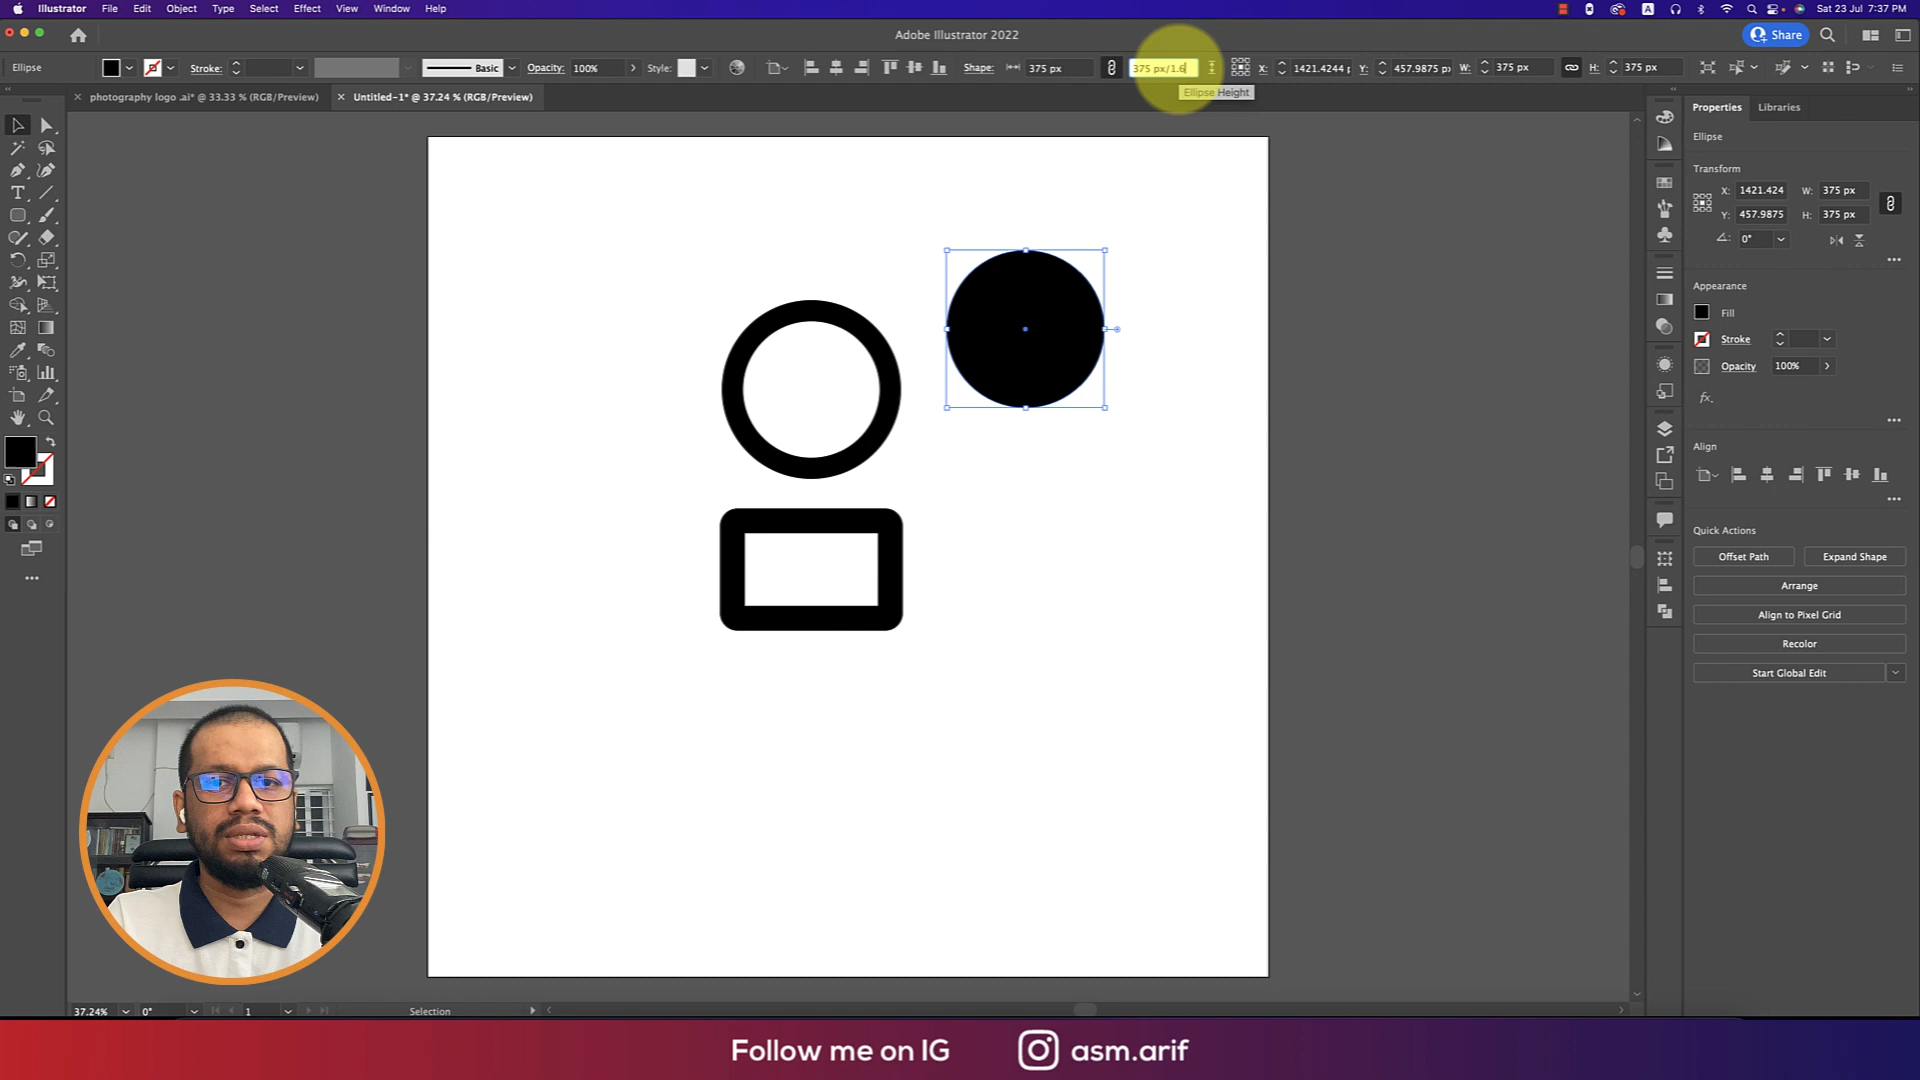 Illustrator File Edit Object Type Select Effect View Window Help
A Sat 23 Jul 7:37 PM
Adobe Illustrator 2022
Share
Ellipse Stroke: Basic Opacity: 100% Style: Shape: 375 px 375 px/1.6 X: 1421.4244 p Y: 457.9875 px W: 375 px H: 375 px
Ellipse Height
photography logo .ai* @ 33.33 % (RGB/Preview) Untitled-1* @ 37.24 % (RGB/Preview)
Properties Libraries
Ellipse
Transform
X: 1421.424 W: 375 px
Y: 457.9875 H: 375 px
0°
Appearance
Fill
Stroke
Opacity 100%
fx.
Align
Quick Actions
Offset Path Expand Shape
Arrange
Align to Pixel Grid
Recolor
Start Global Edit
37.24% 0° 1 Selection
Follow me on IG asm.arif